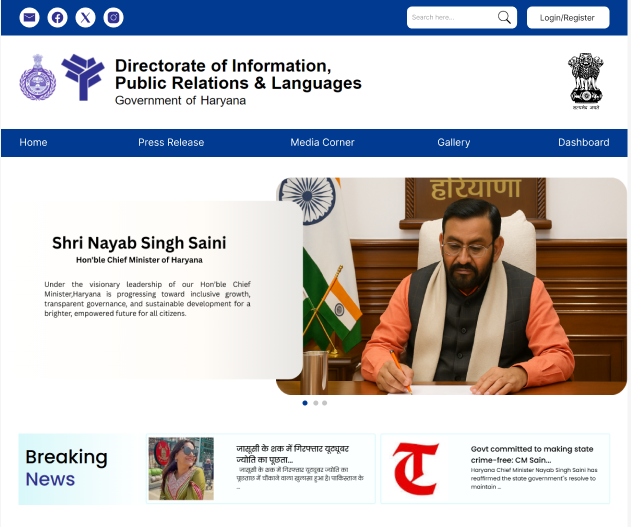 Search here...
Login/Register
Directorate of Information,
Public Relations & Languages
Government of Haryana
सत्यमेव जयते
Home
Press Release
Media Corner
Gallery
Dashboard
हरियाणा
Shri Nayab Singh Saini
Hon'ble Chief Minister of Haryana
Under the visionary leadership of our Hon'ble Chief
Minister,Haryana is progressing toward inclusive growth,
transparent governance, and sustainable development for a
brighter, empowered future for all citizens.
Breaking
News
जासूसी के शक में गिरफ्तार यूट्यूबर
ज्योति का पूछता...
जासूसी के शक में गिरफ्तार यूट्यूबर ज्योति का
पूछताछ में चौंकाने वाला खुलासा हुआ है। पाकिस्तान के
...
Govt committed to making state
crime-free: CM Sain...
Haryana Chief Minister Nayab Singh Saini has
reaffirmed the state government's resolve to
maintain ...